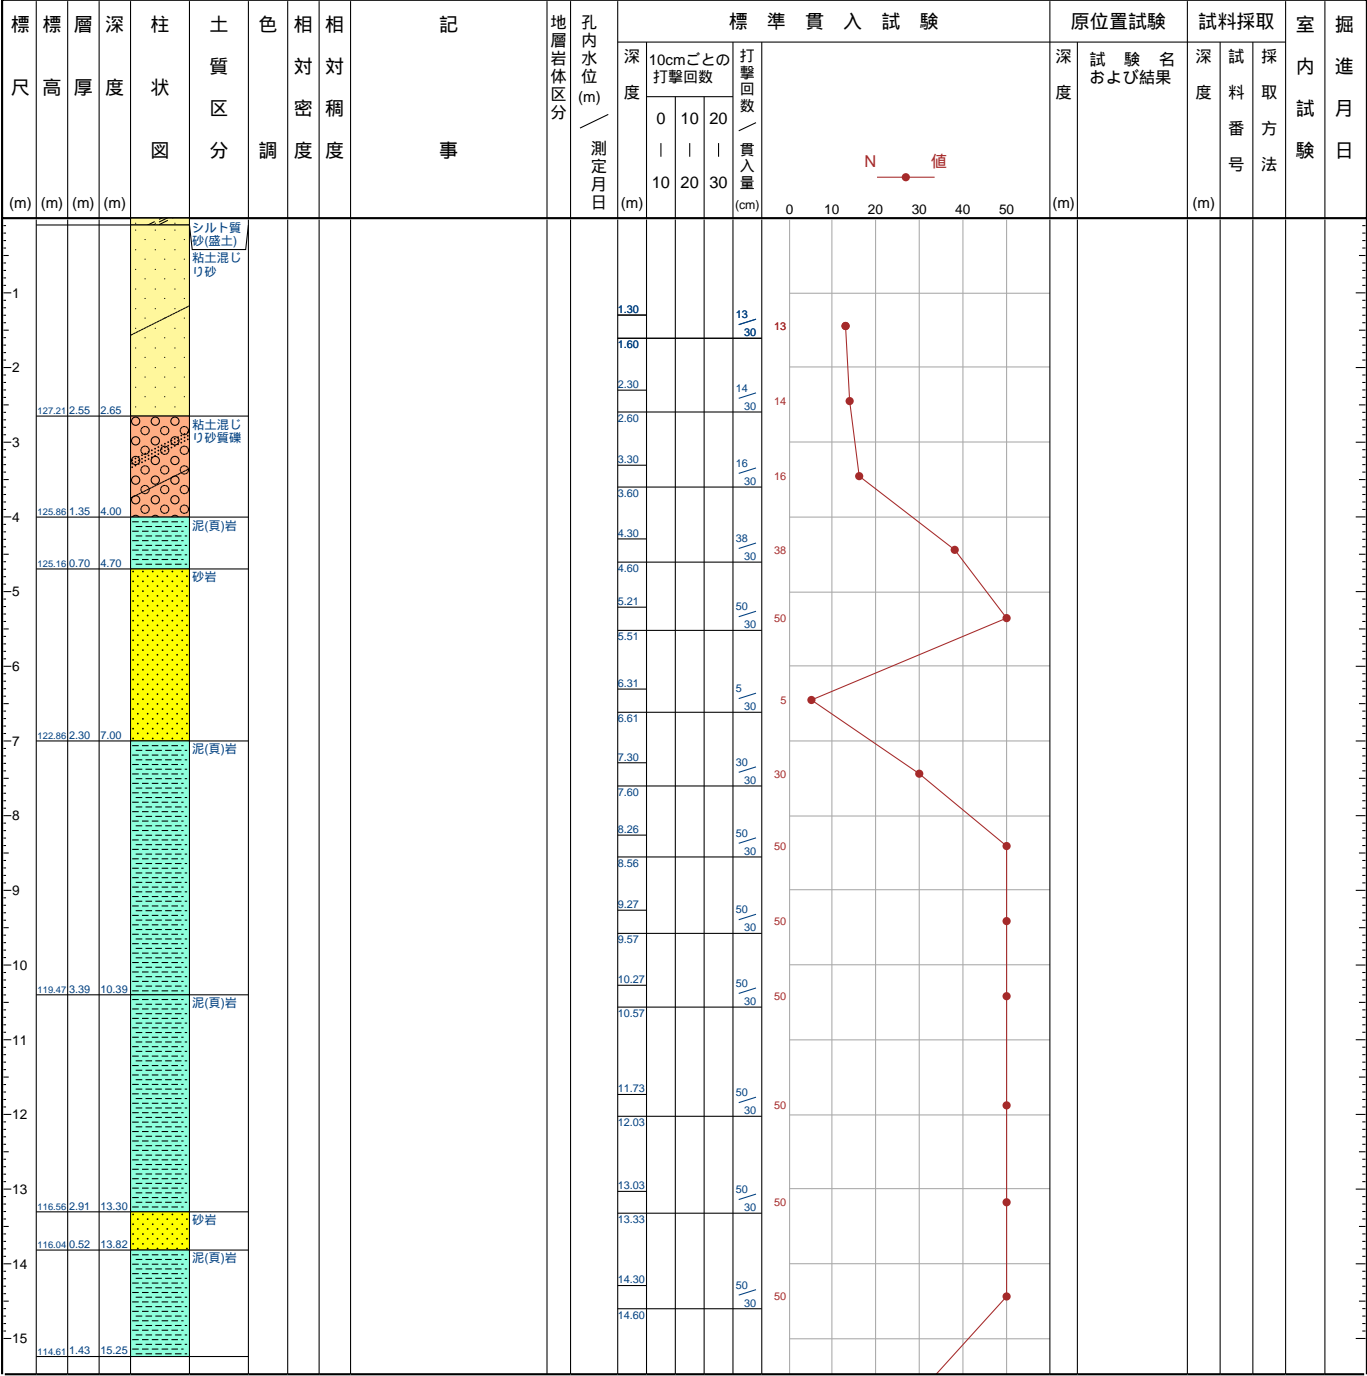 標尺 (m)
標高 (m)
層厚 (m)
深度 (m)
柱状図
土質区分
色調
相対密度
相対稠度
記事
地層岩体区分
孔内水位(m)／測定月日
標準貫入試験
深度 (m)
10cmごとの
打撃回数
0 10 20
| | |
10 20 30
打撃回数／貫入量 (cm)
N 値
0 10 20 30 40 50
原位置試験
深度 (m)
試験名
および結果
試料採取
深度 (m)
試料番号
採取方法
室内試験
掘進月日
シルト質
砂(盛土)
粘土混じ
り砂
1
1.30 13/30 13
1.60
2
2.30 14/30 14
127.21 2.55 2.65
2.60
粘土混じ
り砂質礫
3
3.30 16/30 16
3.60
125.86 1.35 4.00
4
泥(頁)岩
4.30 38/30 38
125.16 0.70 4.70
4.60
砂岩
5
5.21 50/30 50
5.51
6
6.31 5/30 5
6.61
122.86 2.30 7.00
7
泥(頁)岩
7.30 30/30 30
7.60
8
8.26 50/30 50
8.56
9
9.27 50/30 50
9.57
10
10.27 50/30 50
119.47 3.39 10.39
泥(頁)岩
10.57
11
11.73 50/30 50
12
12.03
13
13.03 50/30 50
116.56 2.91 13.30
13.33
砂岩
116.04 0.52 13.82
泥(頁)岩
14
14.30 50/30 50
14.60
15
114.61 1.43 15.25